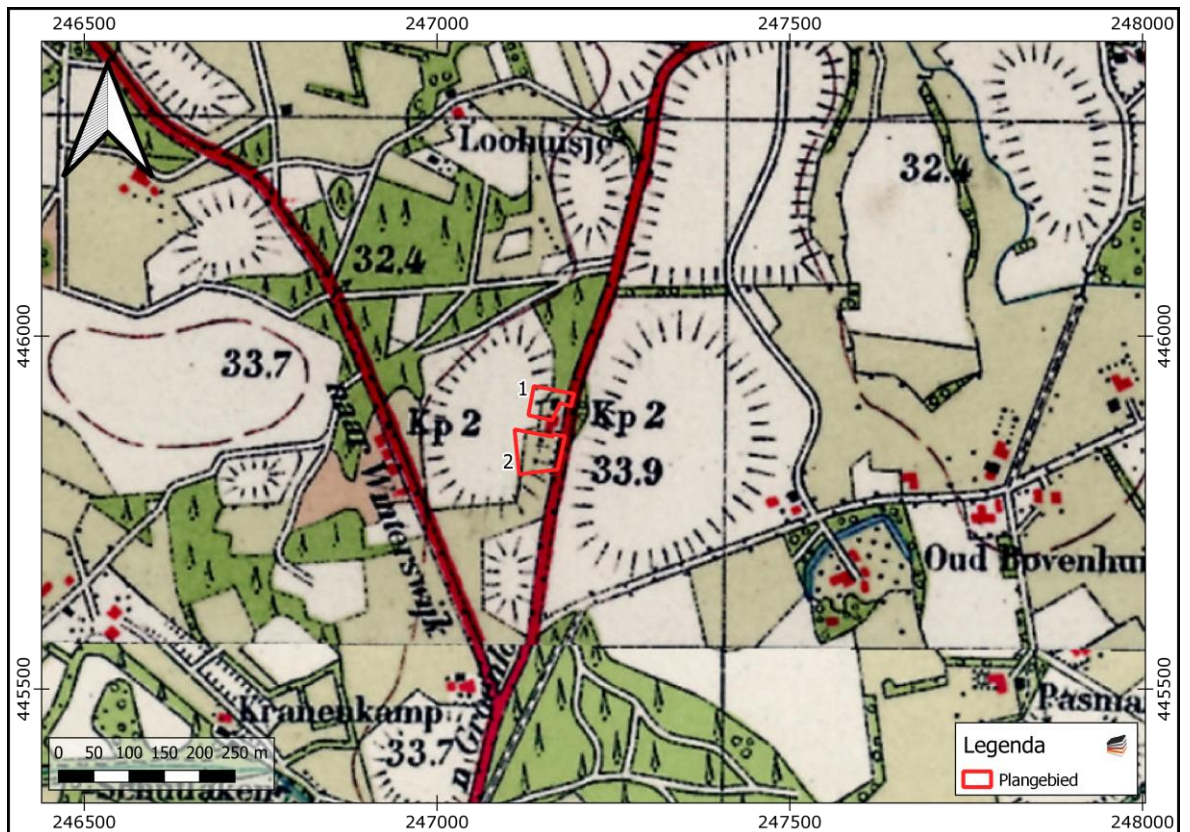 246500 247000 247500 248000
Loohuisje
32.4
32.4
446000 446000
33.7
1
Kp 2
Kp 2
2
33.9
naar Winterswijk
Oud Bovenhui
445500 445500
Kranenkamp
Pasma
33.7
0 50 100 150 200 250 m
Legenda
Plangebied
246500 247000 247500 248000